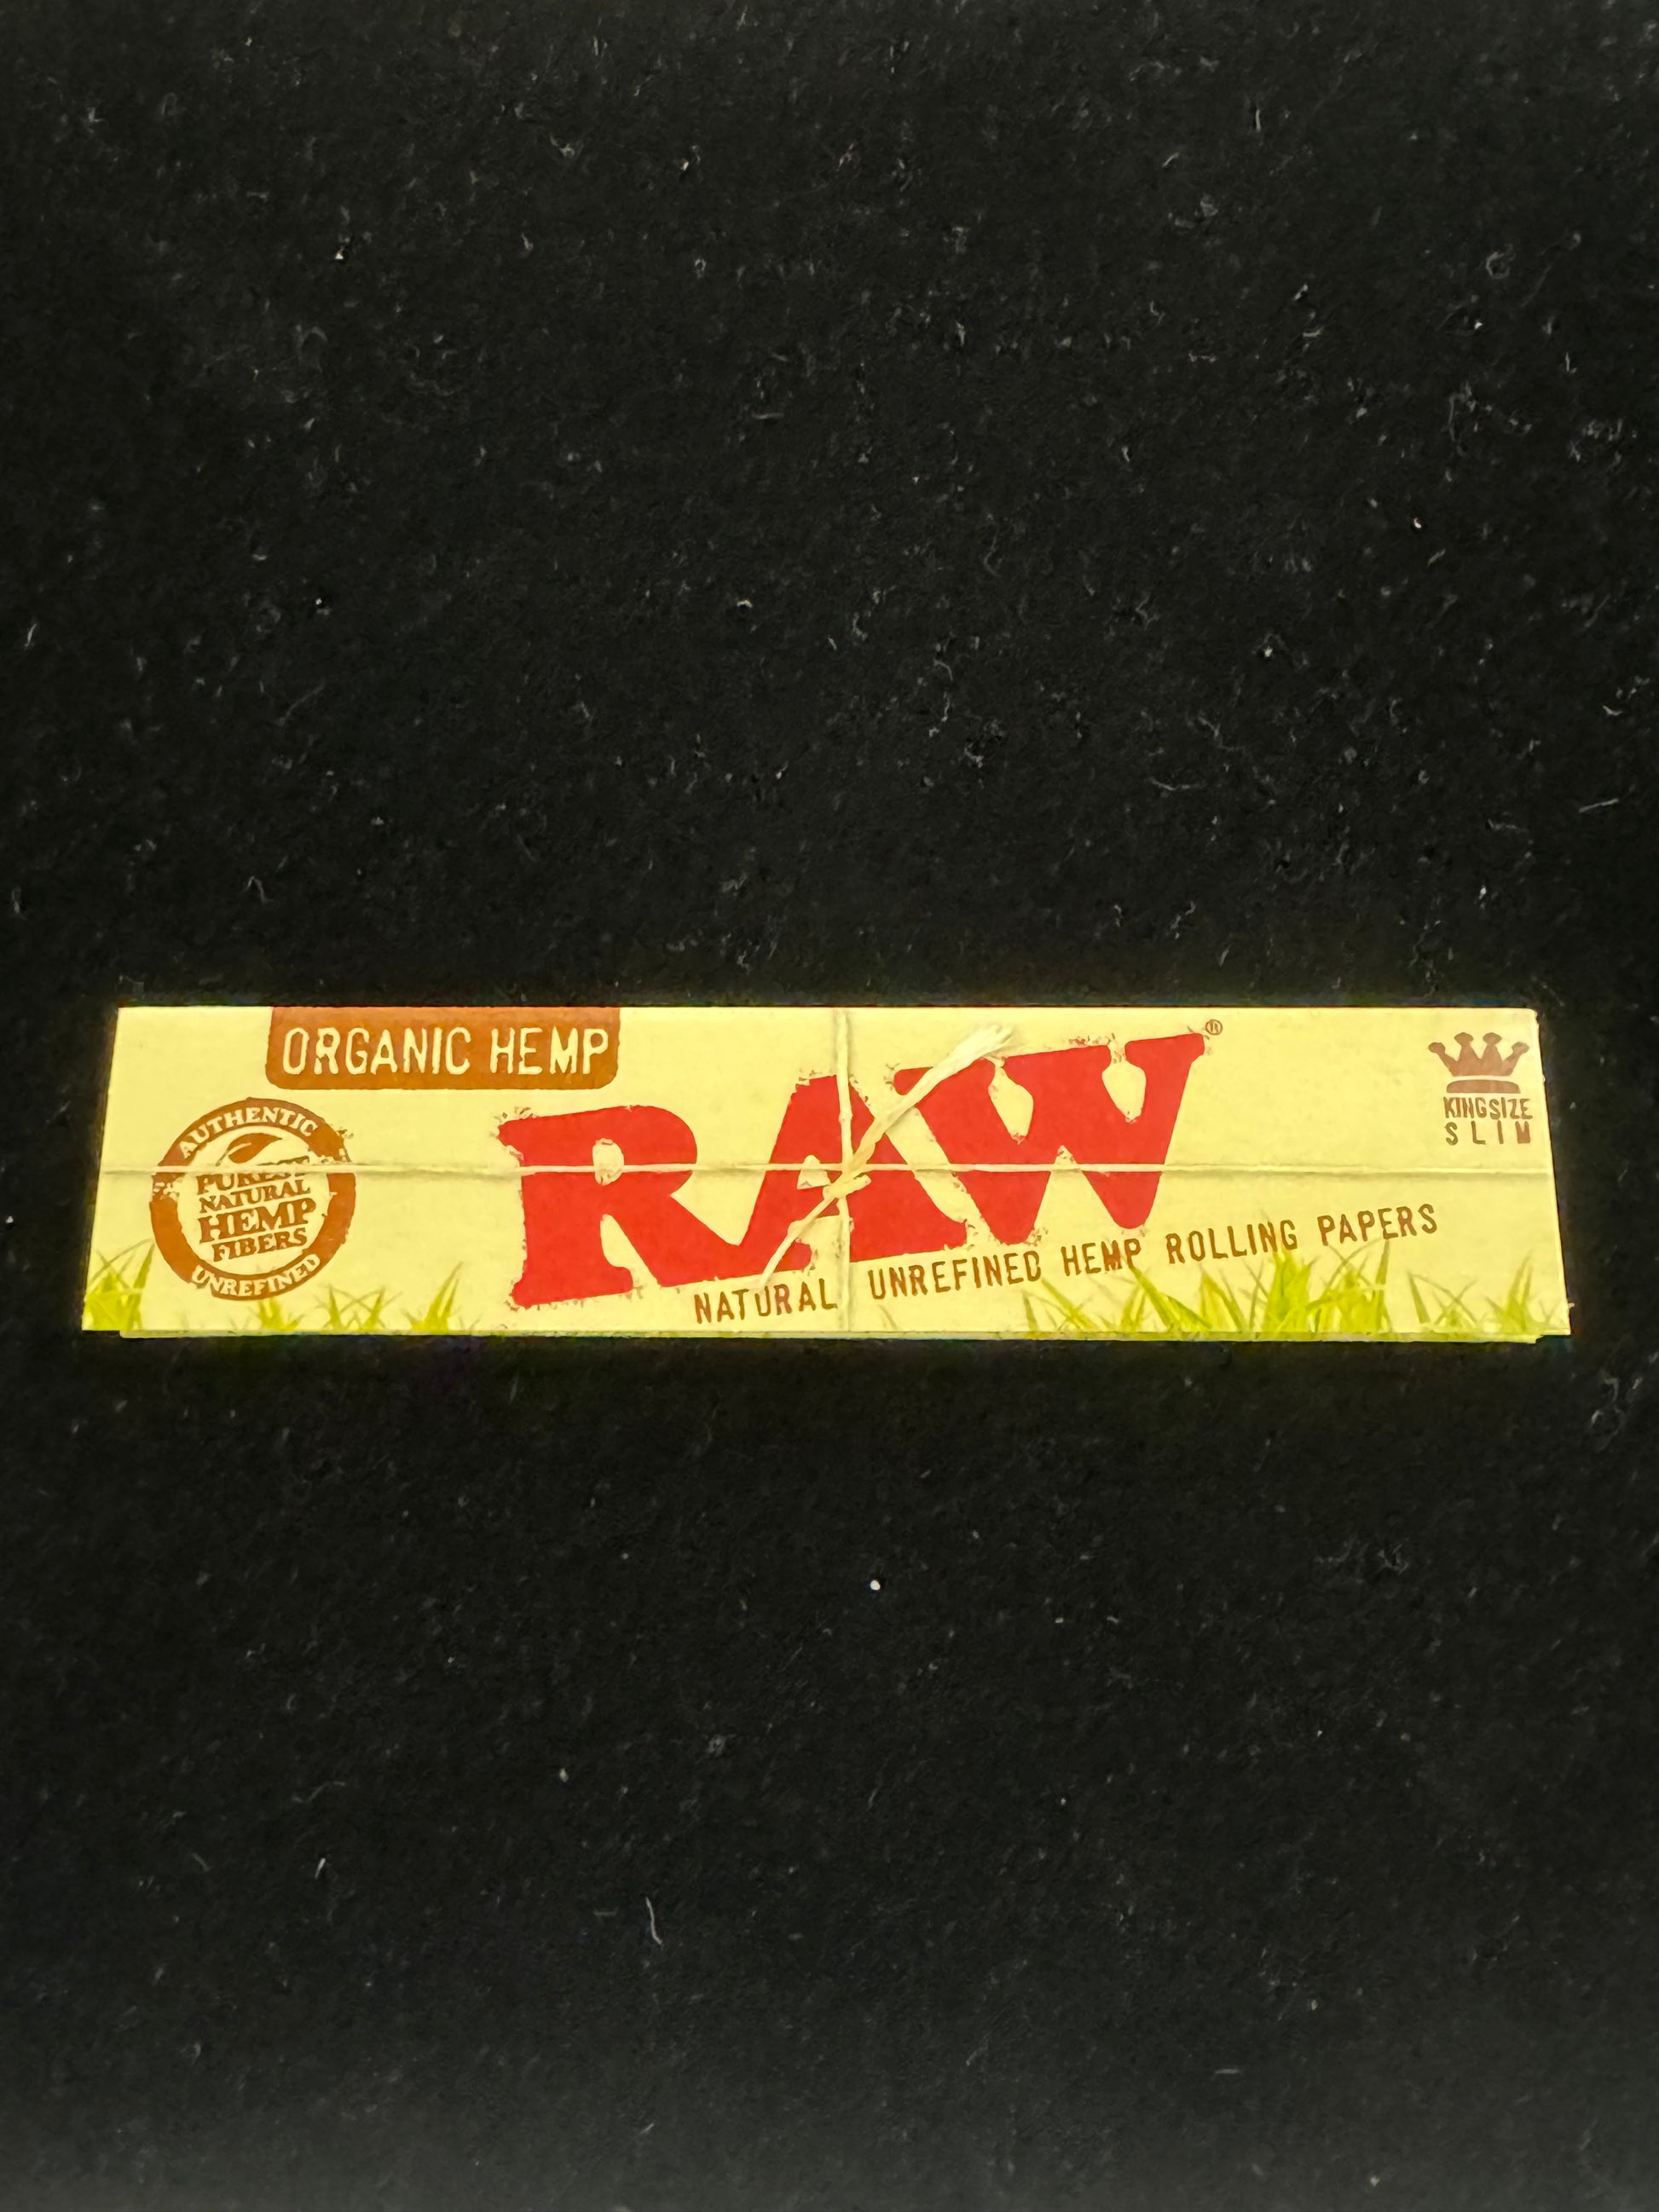 ORGANIC HEMP
RAW®
KINGSIZE
SLIM
AUTHENTIC
PUREST
NATURAL
HEMP
FIBERS
UNREFINED
NATURAL UNREFINED HEMP ROLLING PAPERS